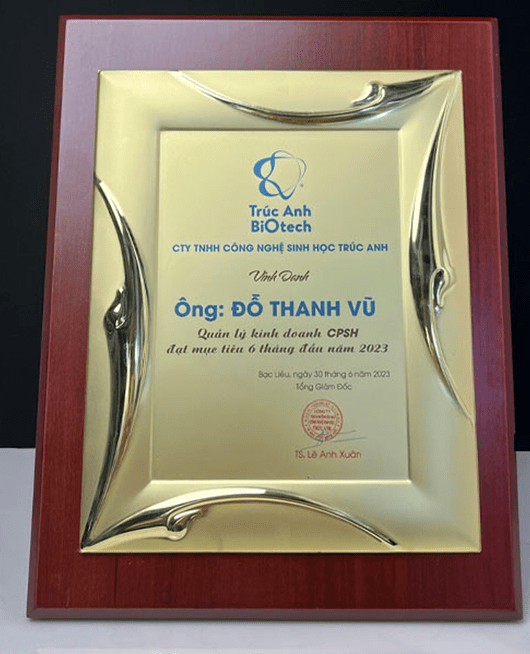 Trúc Anh
BiOtech
CTY TNHH CÔNG NGHỆ SINH HỌC TRÚC ANH
Vinh Danh
Ông: ĐỖ THANH VŨ
Quản lý kinh doanh CPSH
đạt mục tiêu 6 tháng đầu năm 2023
Bạc Liêu, ngày 30 tháng 6 năm 2023
Tổng Giám Đốc
TS. Lê Anh Xuân